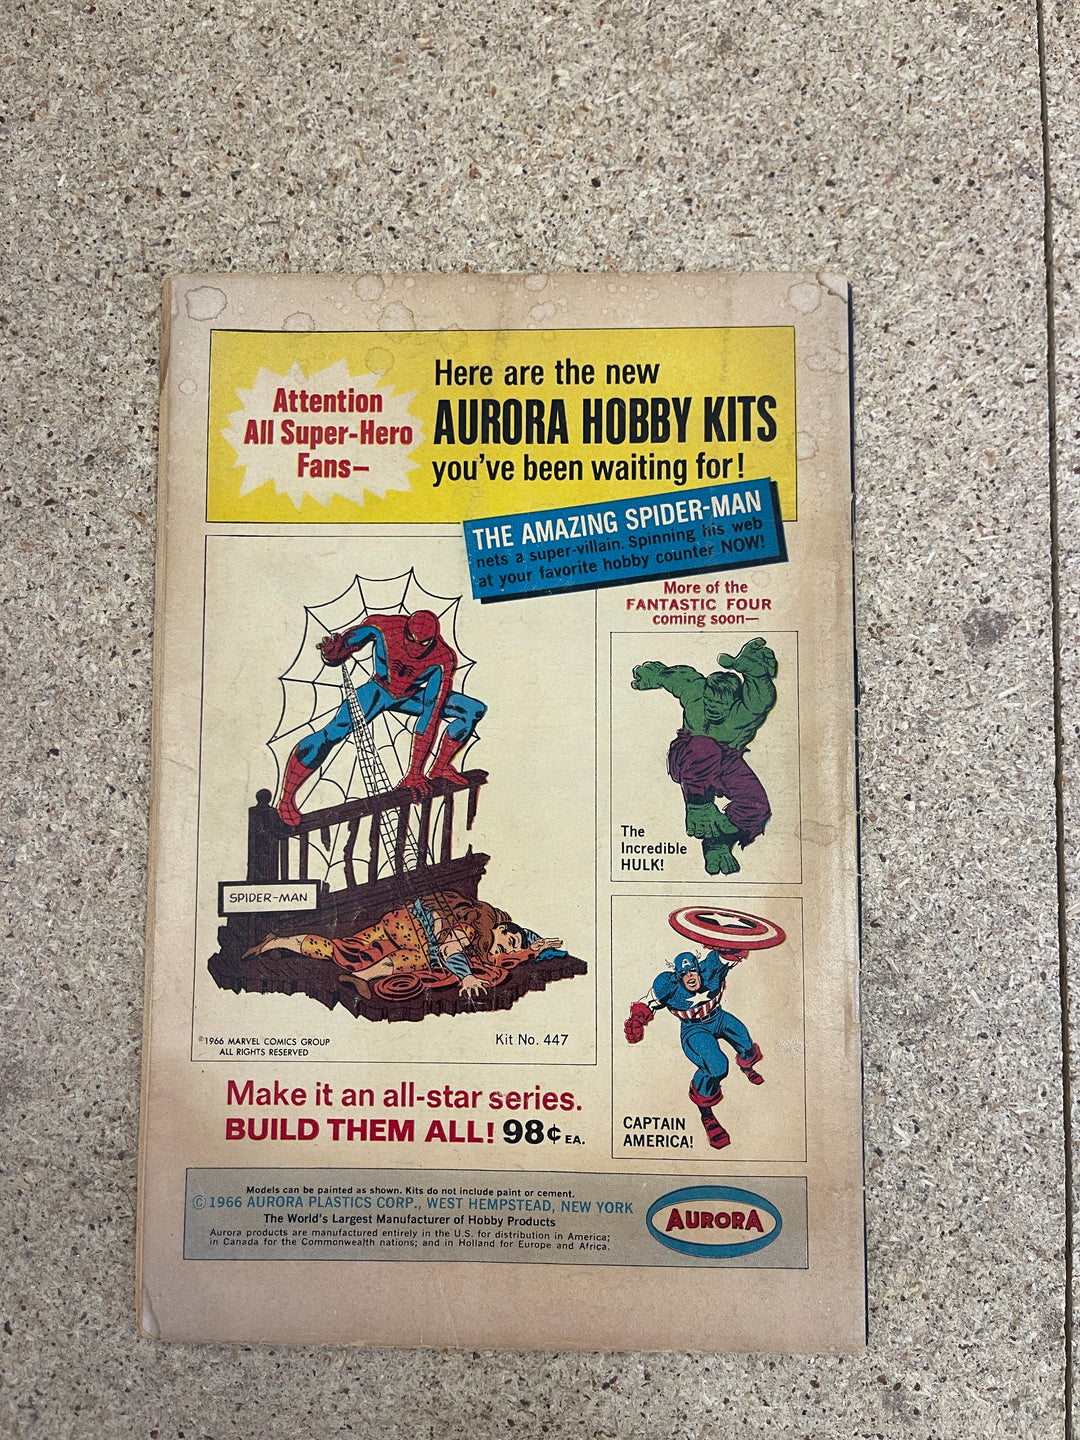 Attention
All Super-Hero
Fans—
Here are the new
AURORA HOBBY KITS
you've been waiting for!
THE AMAZING SPIDER-MAN
nets a super-villain. Spinning his web
at your favorite hobby counter NOW!
More of the
FANTASTIC FOUR
coming soon—
The
Incredible
HULK!
SPIDER-MAN
A
©1966 MARVEL COMICS GROUP
ALL RIGHTS RESERVED
Kit No. 447
CAPTAIN
AMERICA!
Make it an all-star series.
BUILD THEM ALL! 98¢ EA.
Models can be painted as shown. Kits do not include paint or cement.
© 1966 AURORA PLASTICS CORP., WEST HEMPSTEAD, NEW YORK
The World's Largest Manufacturer of Hobby Products
Aurora products are manufactured entirely in the U.S. for distribution in America;
in Canada for the Commonwealth nations; and in Holland for Europe and Africa.
AURORA